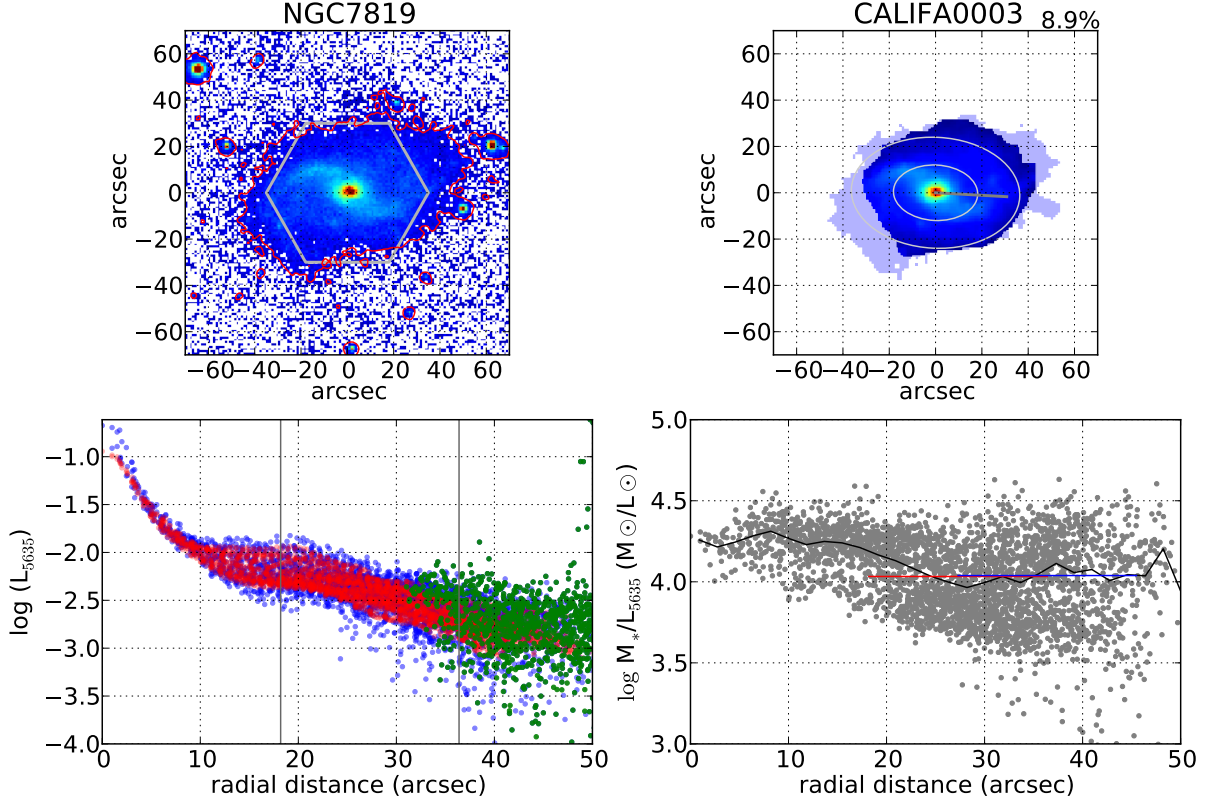 NGC7819
CALIFA0003 8.9%
60
40
20
0
−20
−40
−60
arcsec
−60 −40 −20 0 20 40 60
arcsec
60
40
20
0
−20
−40
−60
arcsec
−60 −40 −20 0 20 40 60
arcsec
−1.0
−1.5
−2.0
−2.5
−3.0
−3.5
−4.0
log (L₅₆₃₅)
0 10 20 30 40 50
radial distance (arcsec)
5.0
4.5
4.0
3.5
3.0
log M∗/L₅₆₃₅ (M⊙/L⊙)
0 10 20 30 40 50
radial distance (arcsec)